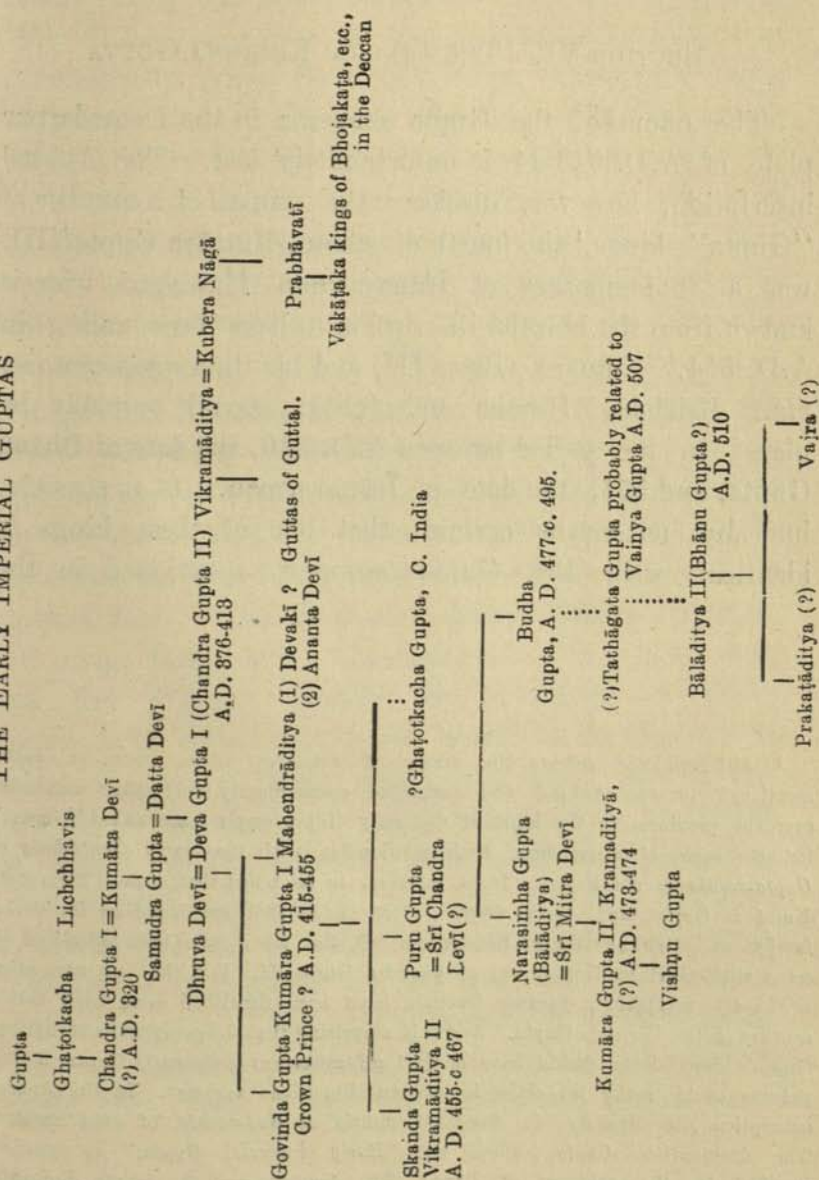 THE EARLY IMPERIAL GUPTAS
Gupta
Ghaṭotkacha Lichchhavis
Chandra Gupta I=Kumāra Devī
(?) A.D. 320
Samudra Gupta=Datta Devī
Dhruva Devī=Deva Gupta I (Chandra Gupta II) Vikramāditya=Kubera Nāgā
A.D. 376-413
Prabhāvatī
Vākāṭaka kings of Bhojakaṭa, etc.,
in the Deccan
Govinda Gupta Kumāra Gupta I Mahendrāditya (1) Devakī ? Guttas of Guttal.
Crown Prince ? A.D. 415-455 (2) Ananta Devī
Skanda Gupta Puru Gupta ?Ghaṭotkacha Gupta, C. India
Vikramāditya II =Śrī Chandra
A. D. 455-c 467 Levī(?)
Narasiṁha Gupta Budha
(Bālāditya) Gupta, A. D. 477-c. 495.
=Śrī Mitra Devī
Kumāra Gupta II, Kramadityā, (?)Tathāgata Gupta probably related to
(?) A.D. 473-474 Vainya Gupta A.D. 507
Vishṇu Gupta
Bālāditya II(Bhānu Gupta?)
A.D. 510
Prakaṭāditya (?) Vajra (?)